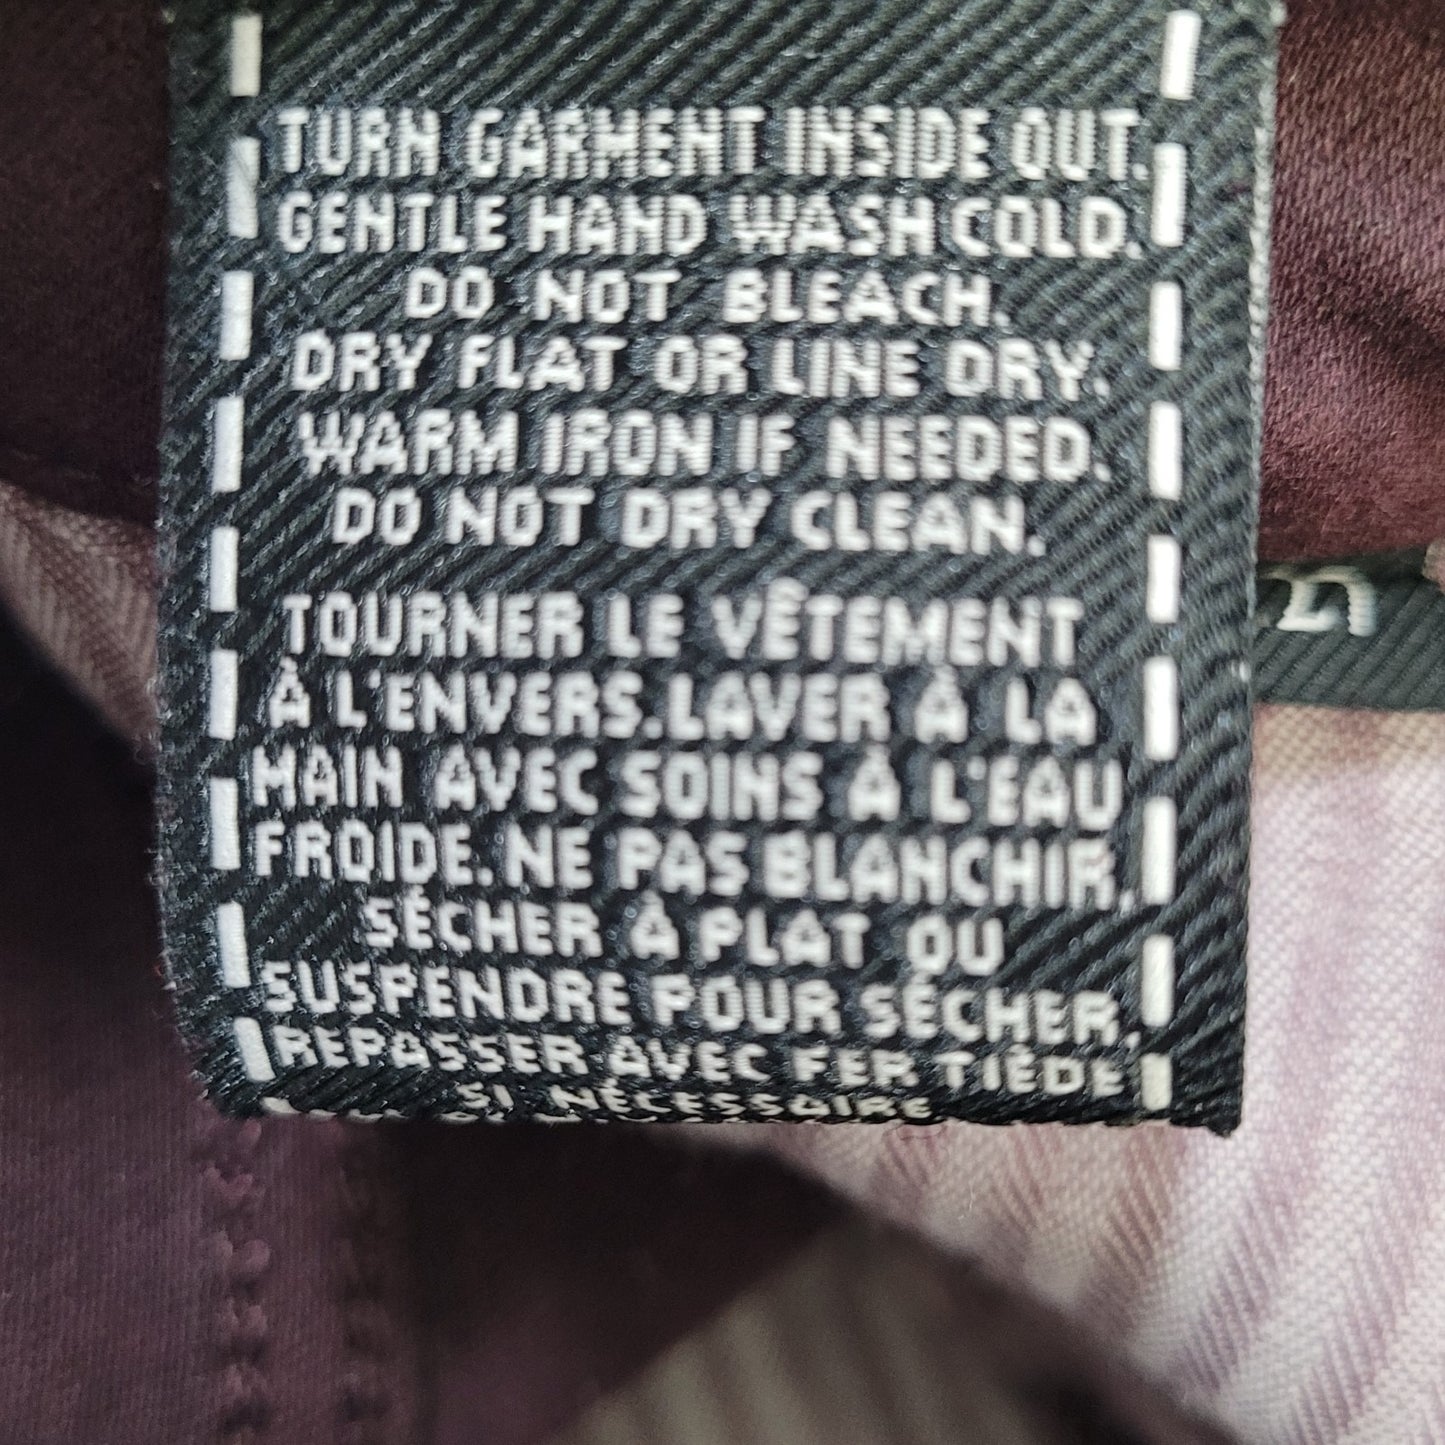 TURN GARMENT INSIDE OUT.
GENTLE HAND WASH COLD.
DO NOT BLEACH.
DRY FLAT OR LINE DRY.
WARM IRON IF NEEDED.
DO NOT DRY CLEAN.
TOURNER LE VÊTEMENT
À L'ENVERS. LAVER À LA
MAIN AVEC SOINS À L'EAU
FROIDE. NE PAS BLANCHIR.
SÉCHER À PLAT OU
SUSPENDRE POUR SÉCHER.
REPASSER AVEC FER TIÈDE
SI NÉCESSAIRE